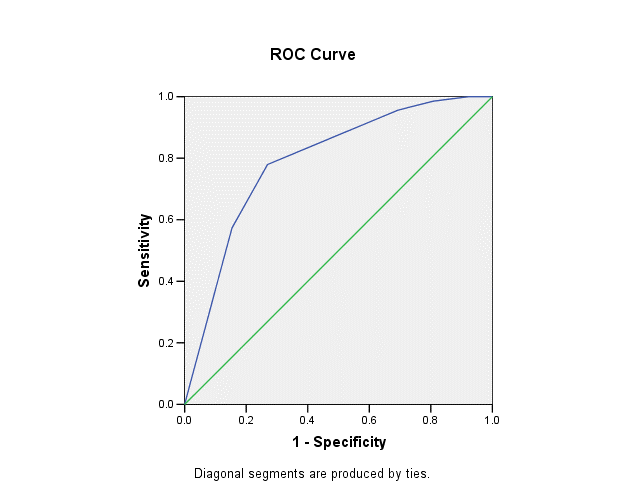 ROC Curve
1.0
0.8
0.6
0.4
0.2
0.0
Sensitivity
0.0 0.2 0.4 0.6 0.8 1.0
1 - Specificity
Diagonal segments are produced by ties.